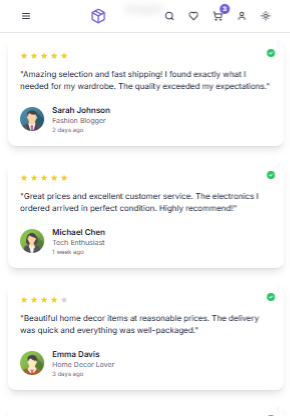 3
"Amazing selection and fast shipping! I found exactly what I
needed for my wardrobe. The quality exceeded my expectations."
Sarah Johnson
Fashion Blogger
2 days ago
"Great prices and excellent customer service. The electronics I
ordered arrived in perfect condition. Highly recommend!"
Michael Chen
Tech Enthusiast
1 week ago
"Beautiful home decor items at reasonable prices. The delivery
was quick and everything was well-packaged."
Emma Davis
Home Decor Lover
3 days ago